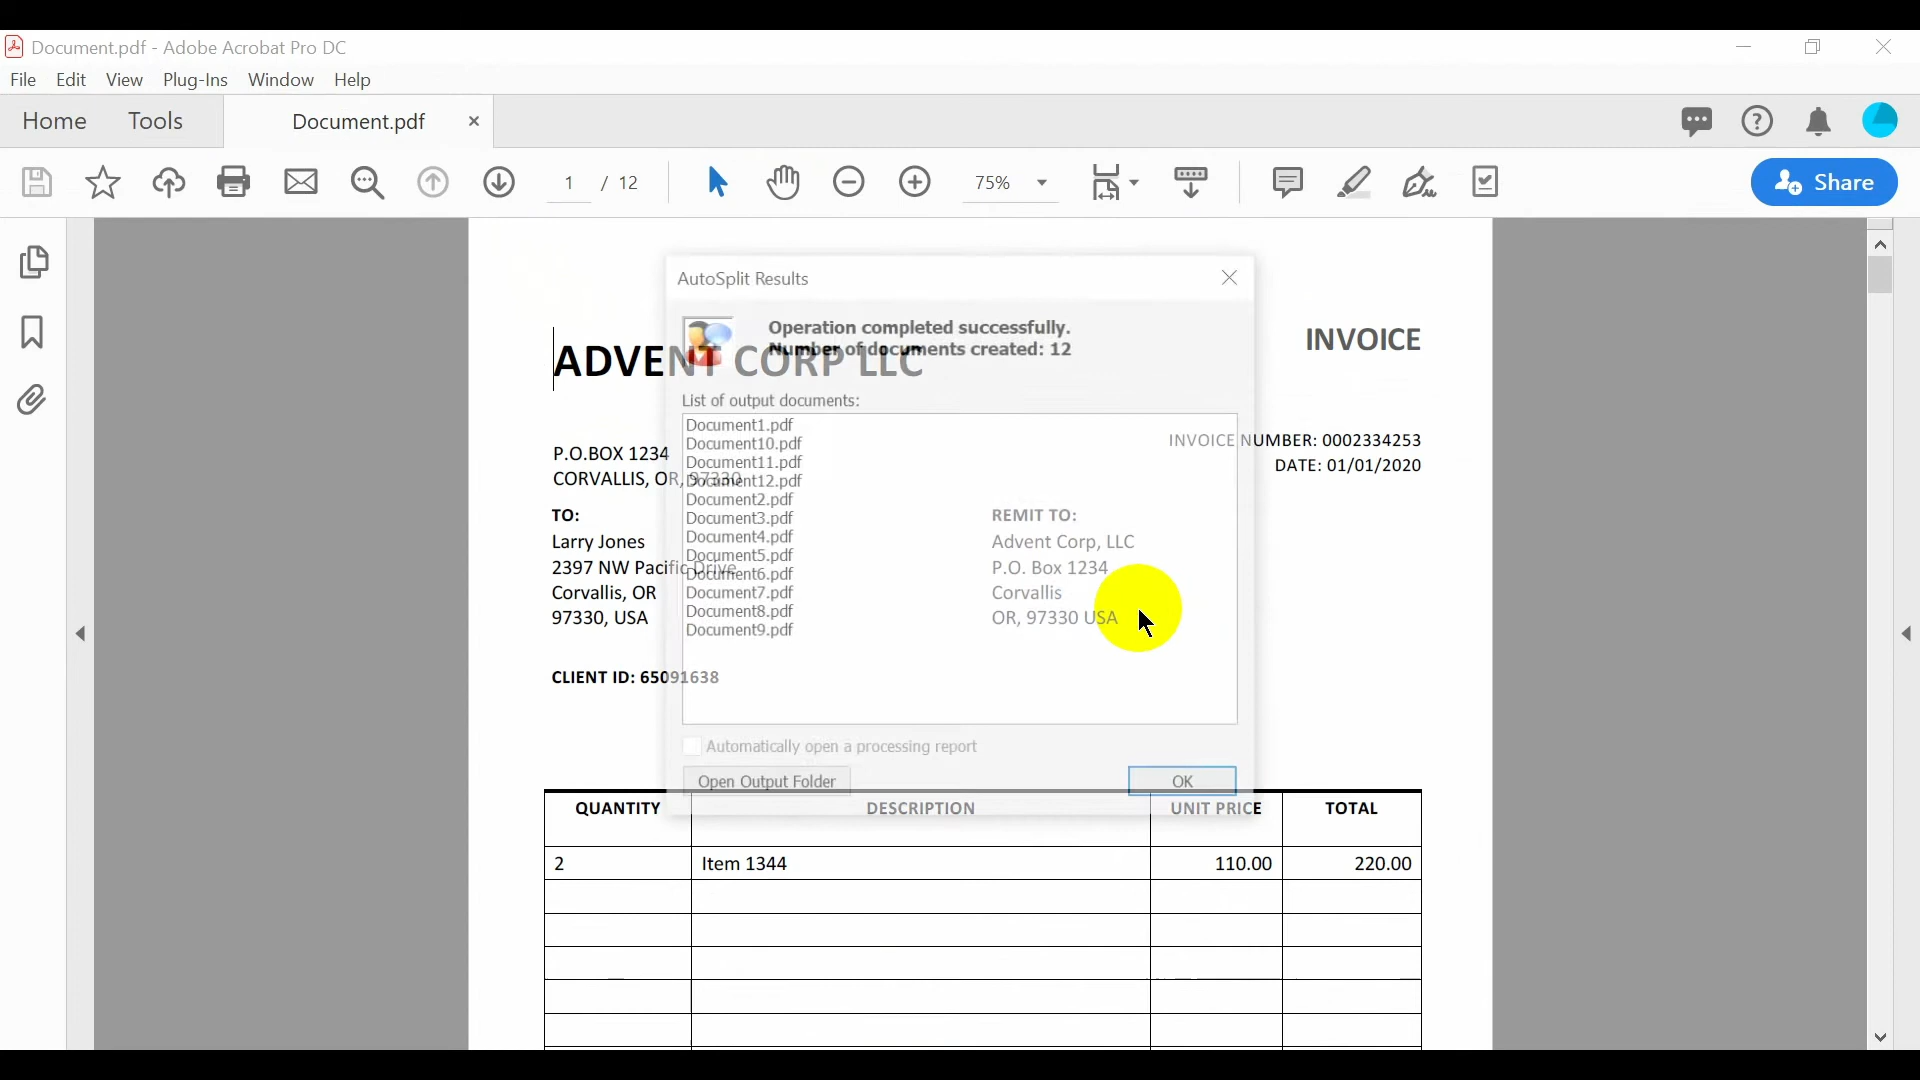 Document.pdf - Adobe Acrobat Pro DC
File Edit View Plug-Ins Window Help
Home Tools Document.pdf
1 / 12 75% Share
AutoSplit Results
Operation completed successfully.
Number of documents created: 12
List of output documents:
Document1.pdf
Document10.pdf
Document11.pdf
Document12.pdf
Document2.pdf
Document3.pdf
Document4.pdf
Document5.pdf
Document6.pdf
Document7.pdf
Document8.pdf
Document9.pdf
Automatically open a processing report
Open Output Folder OK
ADVENT CORP LLC
INVOICE
P.O.BOX 1234
CORVALLIS, OR, 97330
INVOICE NUMBER: 0002334253
DATE: 01/01/2020
TO:
Larry Jones
2397 NW Pacific Drive
Corvallis, OR
97330, USA
REMIT TO:
Advent Corp, LLC
P.O. Box 1234
Corvallis
OR, 97330 USA
CLIENT ID: 65091638
QUANTITY DESCRIPTION UNIT PRICE TOTAL
2 Item 1344 110.00 220.00